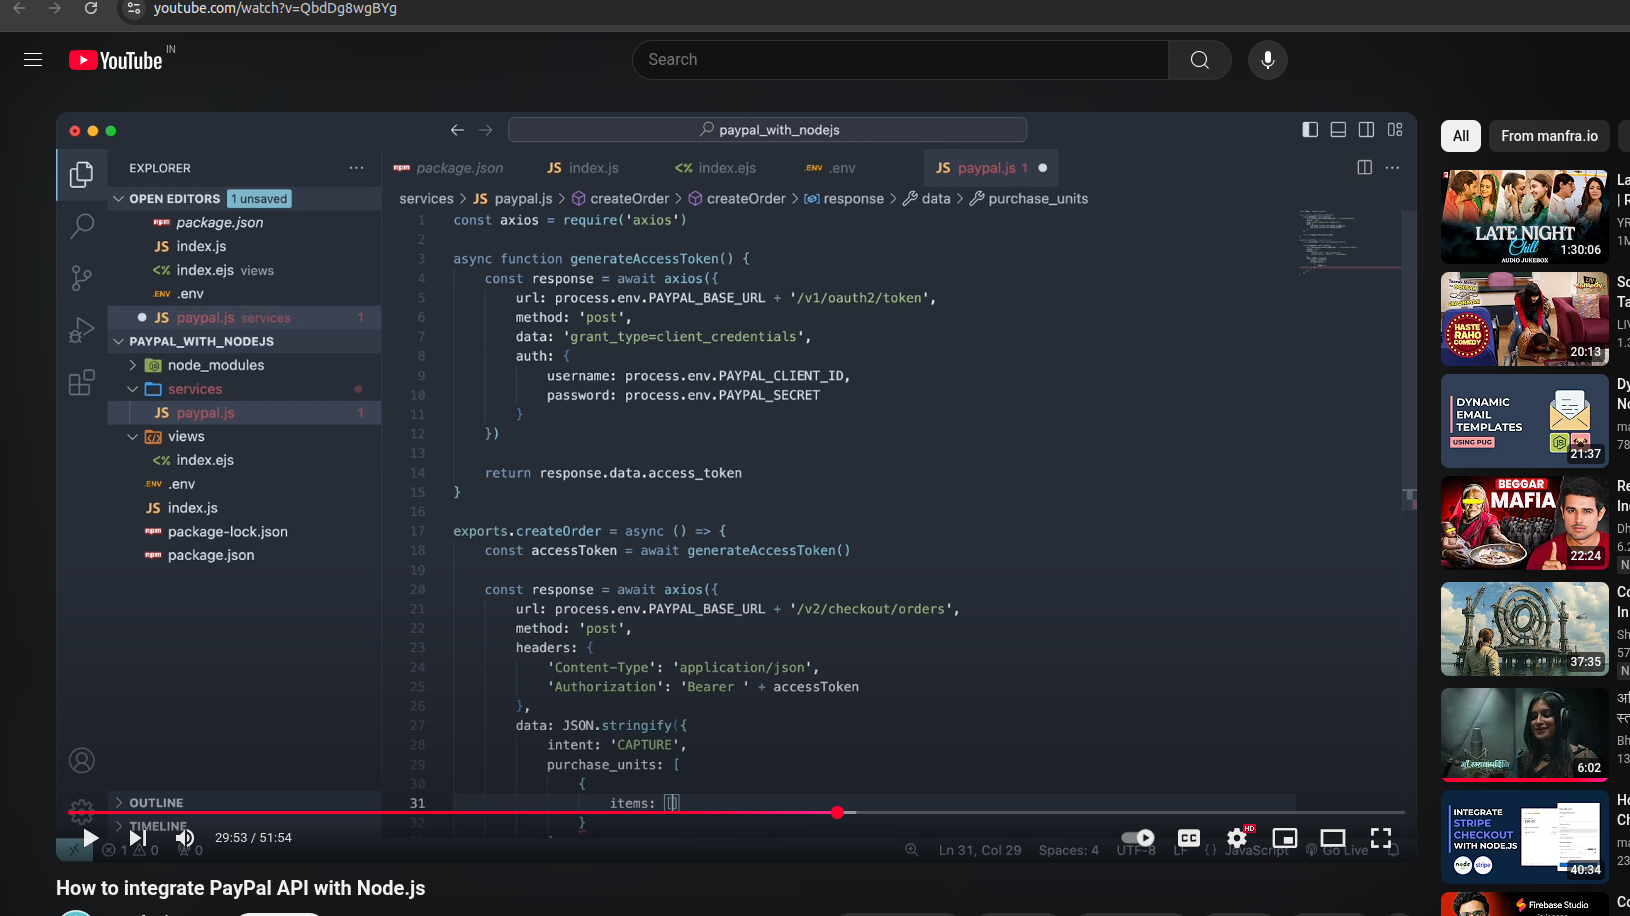 youtube.com/watch?v=QbdDg8wgBYg
YouTube IN
Search
paypal_with_nodejs
EXPLORER
OPEN EDITORS 1 unsaved
package.json
index.js
index.ejs views
.env
paypal.js services 1
PAYPAL_WITH_NODEJS
node_modules
services
paypal.js 1
views
index.ejs
.env
index.js
package-lock.json
package.json
OUTLINE
TIMELINE
package.json index.js index.ejs .env paypal.js 1
services > paypal.js > createOrder > createOrder > response > data > purchase_units
1 const axios = require('axios')
2
3 async function generateAccessToken() {
4 const response = await axios({
5 url: process.env.PAYPAL_BASE_URL + '/v1/oauth2/token',
6 method: 'post',
7 data: 'grant_type=client_credentials',
8 auth: {
9 username: process.env.PAYPAL_CLIENT_ID,
10 password: process.env.PAYPAL_SECRET
11 }
12 })
13
14 return response.data.access_token
15 }
16
17 exports.createOrder = async () => {
18 const accessToken = await generateAccessToken()
19
20 const response = await axios({
21 url: process.env.PAYPAL_BASE_URL + '/v2/checkout/orders',
22 method: 'post',
23 headers: {
24 'Content-Type': 'application/json',
25 'Authorization': 'Bearer ' + accessToken
26 },
27 data: JSON.stringify({
28 intent: 'CAPTURE',
29 purchase_units: [
30 {
31 items: []
32 }
29:53 / 51:54
CC
HD
1 0 0
Ln 31, Col 29 Spaces: 4 UTF-8 LF {} JavaScript Go Live
How to integrate PayPal API with Node.js
All From manfra.io
LATE NIGHT
Chill
AUDIO JUKEBOX
1:30:06
HASTE
RAHO
COMEDY
20:13
DYNAMIC
EMAIL
TEMPLATES
USING PUG
21:37
BEGGAR
MAFIA
22:24
37:35
6:02
INTEGRATE
STRIPE
CHECKOUT
WITH NODE.JS
node stripe
40:34
Firebase Studio